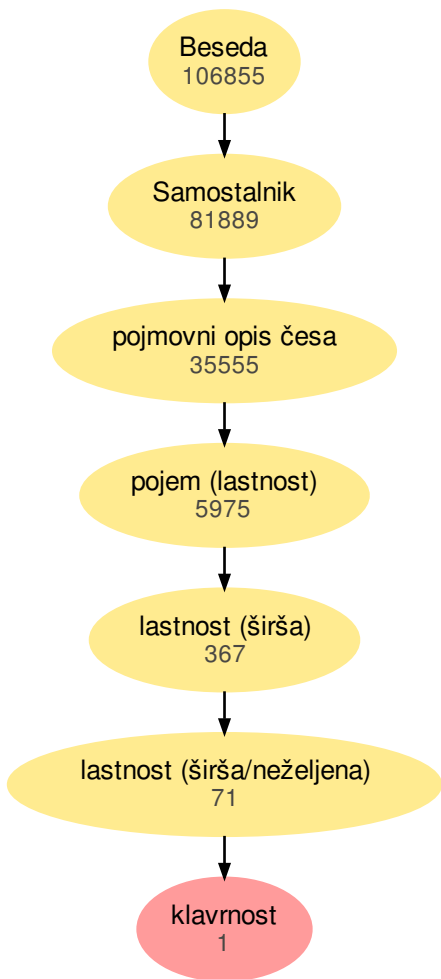 Beseda
106855
Samostalnik
81889
pojmovni opis česa
35555
pojem (lastnost)
5975
lastnost (širša)
367
lastnost (širša/neželjena)
71
klavrnost
1